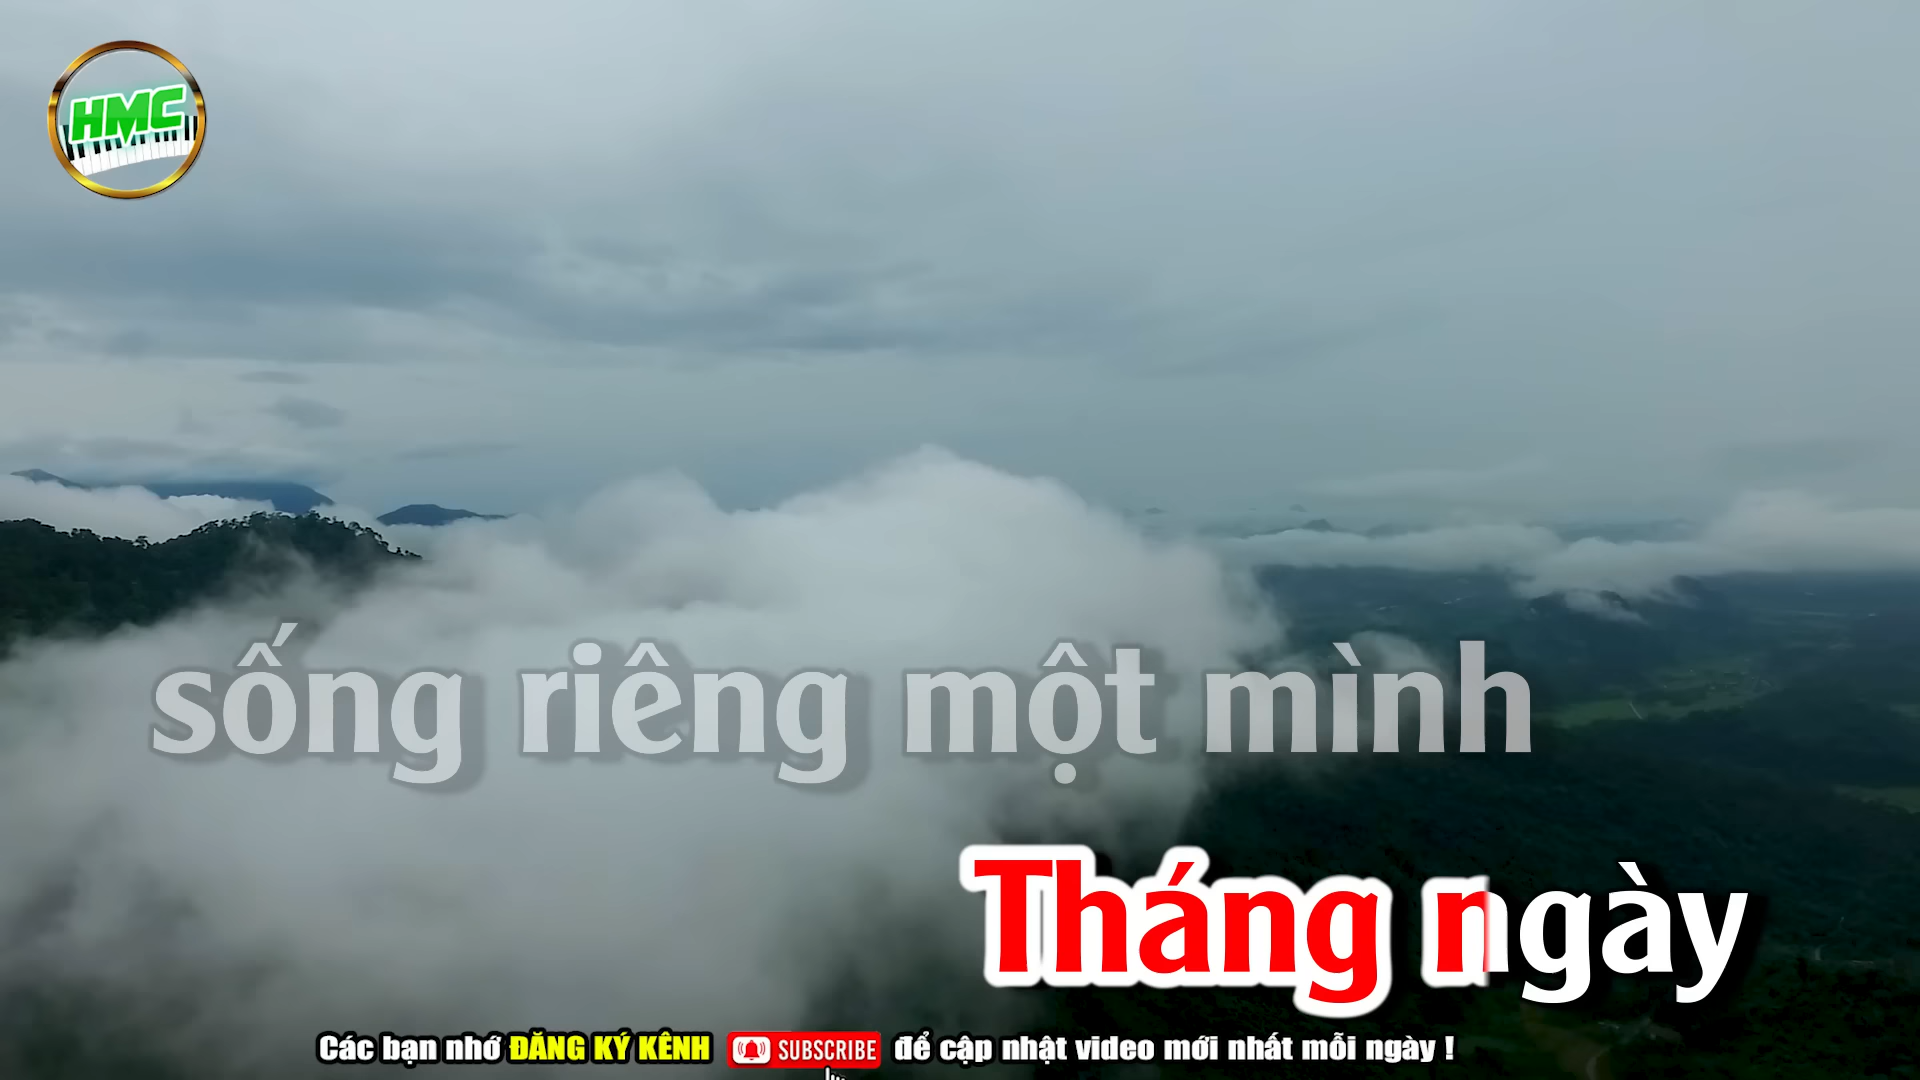 HMC
sống riêng một mình
Tháng ngày
Các bạn nhớ ĐĂNG KÝ KÊNH SUBSCRIBE để cập nhật video mới nhất mỗi ngày !